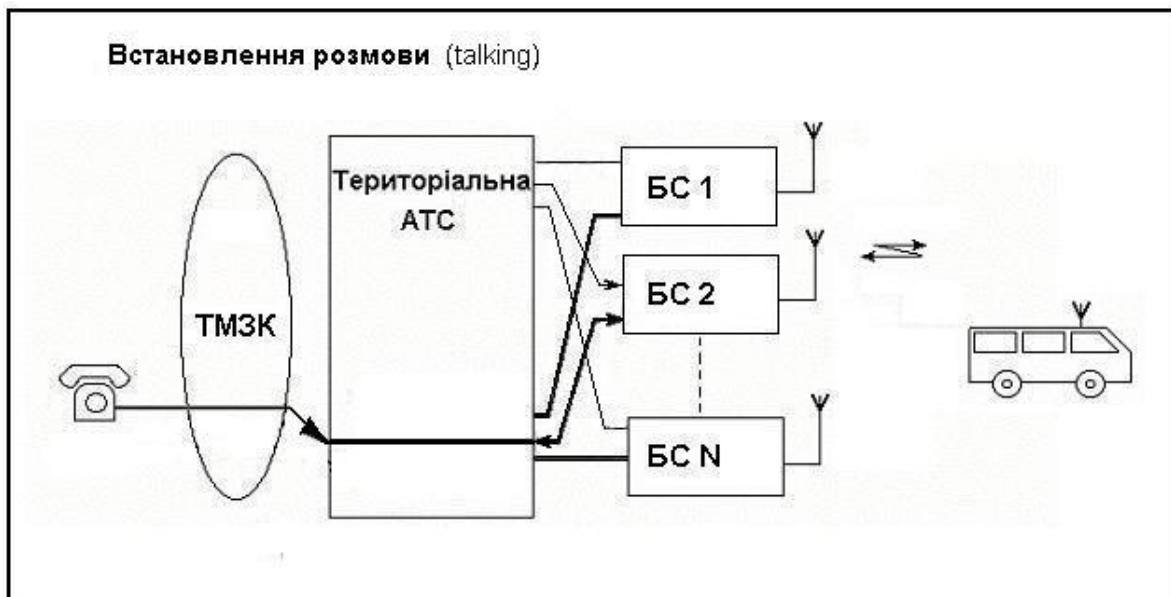 Встановлення розмови (talking)
Територіальна
АТС
ТМЗК
БС 1
БС 2
БС N